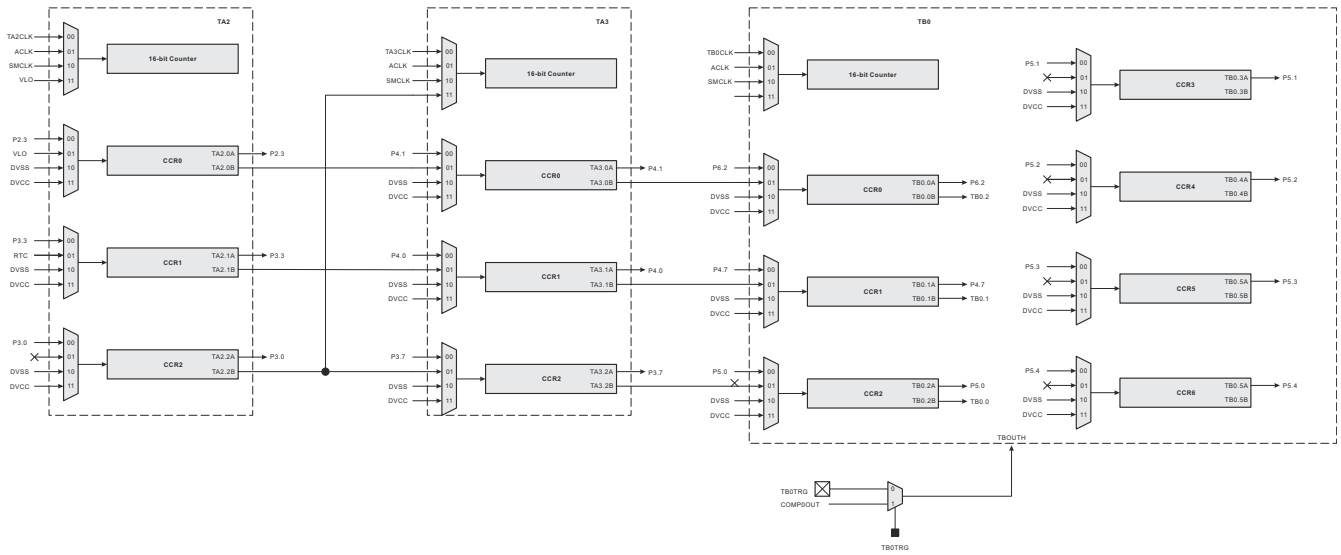 TA2
TA2CLK
00
ACLK
01
SMCLK
10
VLO
11
16-bit Counter
P2.3
00
VLO
01
DVSS
10
DVCC
11
CCR0
TA2.0A
P2.3
TA2.0B
P3.3
00
RTC
01
DVSS
10
DVCC
11
CCR1
TA2.1A
P3.3
TA2.1B
P3.0
00
01
DVSS
10
DVCC
11
CCR2
TA2.2A
P3.0
TA2.2B
TA3
TA3CLK
00
ACLK
01
SMCLK
10
11
16-bit Counter
P4.1
00
01
DVSS
10
DVCC
11
CCR0
TA3.0A
P4.1
TA3.0B
P4.0
00
01
DVSS
10
DVCC
11
CCR1
TA3.1A
P4.0
TA3.1B
P3.7
00
01
DVSS
10
DVCC
11
CCR2
TA3.2A
P3.7
TA3.2B
TB0
TB0CLK
00
ACLK
01
SMCLK
10
11
16-bit Counter
P6.2
00
01
DVSS
10
DVCC
11
CCR0
TB0.0A
P6.2
TB0.0B
TB0.2
P4.7
00
01
DVSS
10
DVCC
11
CCR1
TB0.1A
P4.7
TB0.1B
TB0.1
P5.0
00
01
DVSS
10
DVCC
11
CCR2
TB0.2A
P5.0
TB0.2B
TB0.0
P5.1
00
01
DVSS
10
DVCC
11
CCR3
TB0.3A
P5.1
TB0.3B
P5.2
00
01
DVSS
10
DVCC
11
CCR4
TB0.4A
P5.2
TB0.4B
P5.3
00
01
DVSS
10
DVCC
11
CCR5
TB0.5A
P5.3
TB0.5B
P5.4
00
01
DVSS
10
DVCC
11
CCR6
TB0.5A
P5.4
TB0.5B
TBOUTH
TB0TRG
0
COMP0OUT
1
TB0TRG